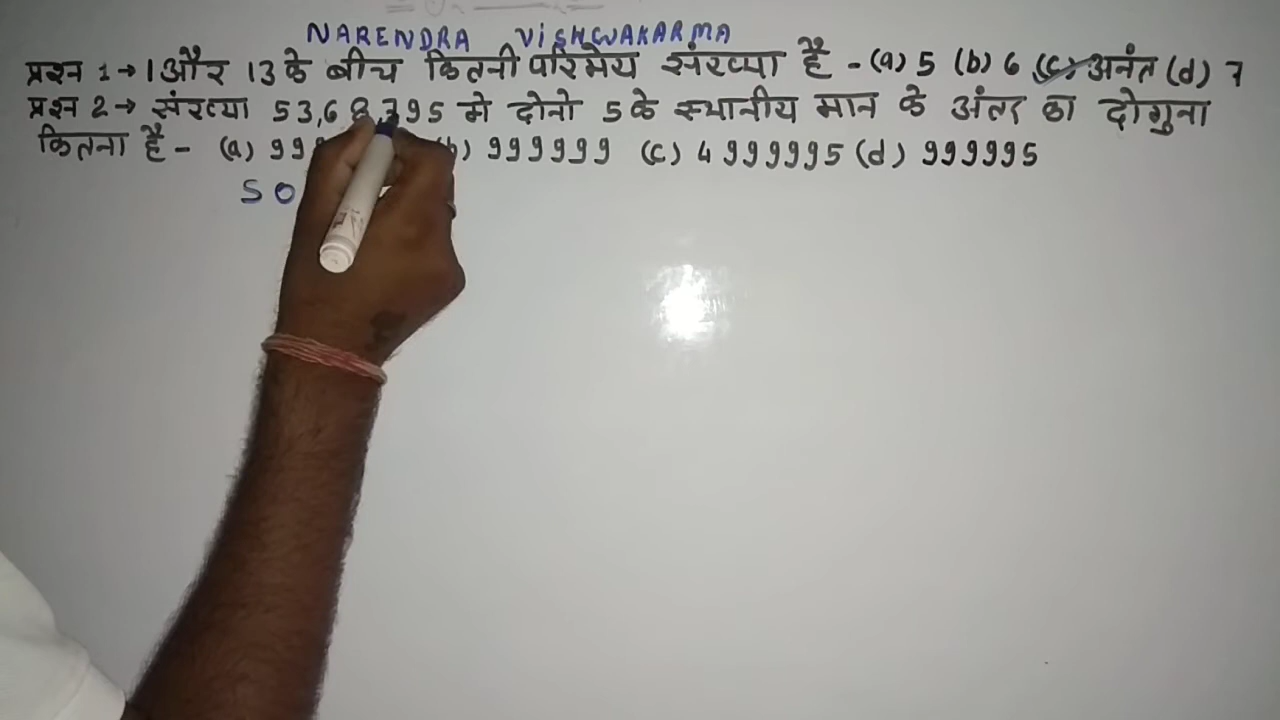 NARENDRA ViSHWAKARMA
प्रश्न 1→ 1 और 13 के बीच कितनी परिमेय संख्या है - (a) 5 (b) 6 (c) अनंत (d) 7
प्रश्न 2→ संख्या 53,68,795 मे दोनो 5 के स्थानीय मान के अंतर का दोगुना
कितना है - (a) 99 (b) 999999 (c) 4999995 (d) 999995
SO